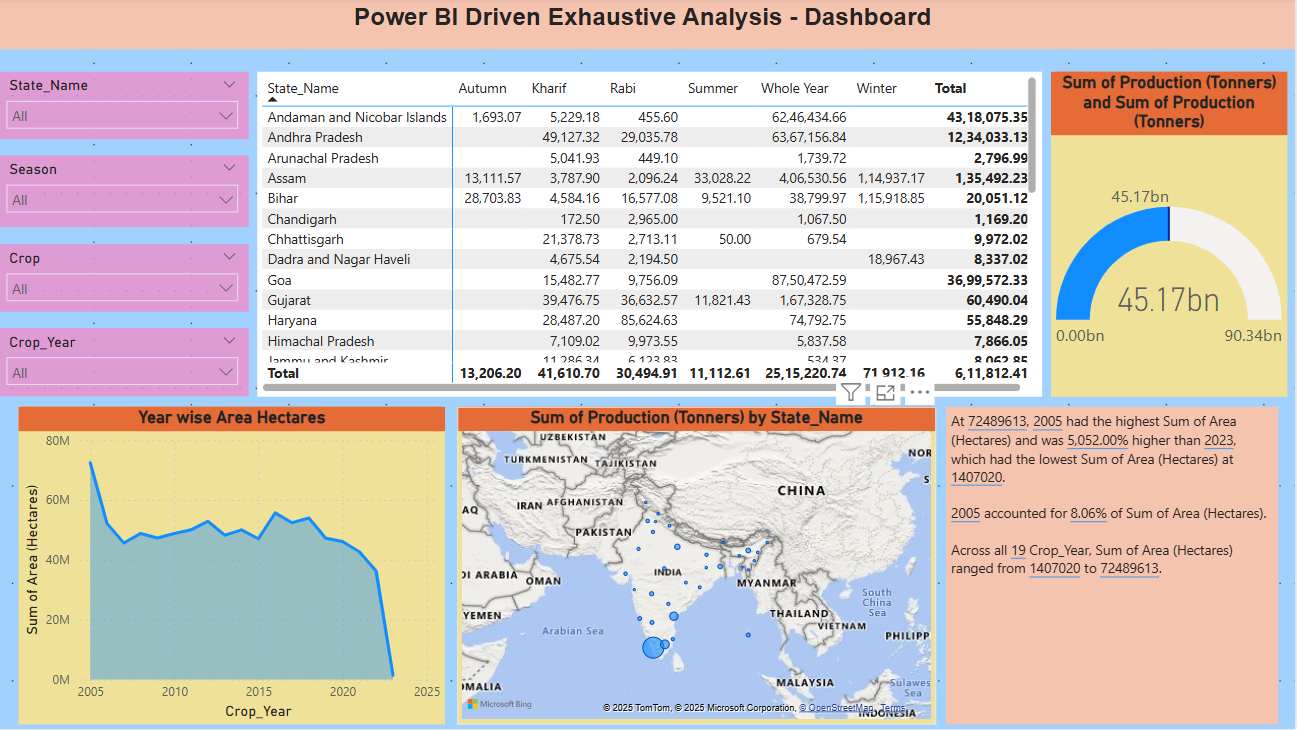 Power BI Driven Exhaustive Analysis - Dashboard
State_Name
All
Season
All
Crop
All
Crop_Year
All
State_Name Autumn Kharif Rabi Summer Whole Year Winter Total
Andaman and Nicobar Islands 1,693.07 5,229.18 455.60 62,46,434.66 43,18,075.35
Andhra Pradesh 49,127.32 29,035.78 63,67,156.84 12,34,033.13
Arunachal Pradesh 5,041.93 449.10 1,739.72 2,796.99
Assam 13,111.57 3,787.90 2,096.24 33,028.22 4,06,530.56 1,14,937.17 1,35,492.23
Bihar 28,703.83 4,584.16 16,577.08 9,521.10 38,799.97 1,15,918.85 20,051.12
Chandigarh 172.50 2,965.00 1,067.50 1,169.20
Chhattisgarh 21,378.73 2,713.11 50.00 679.54 9,972.02
Dadra and Nagar Haveli 4,675.54 2,194.50 18,967.43 8,337.02
Goa 15,482.77 9,756.09 87,50,472.59 36,99,572.33
Gujarat 39,476.75 36,632.57 11,821.43 1,67,328.75 60,490.04
Haryana 28,487.20 85,624.63 74,792.75 55,848.29
Himachal Pradesh 7,109.02 9,973.55 5,837.58 7,866.05
Jammu and Kashmir 11,286.34 6,123.83 534.37 8,062.85
Total 13,206.20 41,610.70 30,494.91 11,112.61 25,15,220.74 71,912.16 6,11,812.41
Sum of Production (Tonners)
and Sum of Production
(Tonners)
45.17bn
45.17bn
0.00bn 90.34bn
Year wise Area Hectares
Sum of Area (Hectares)
80M
60M
40M
20M
0M
2005 2010 2015 2020 2025
Crop_Year
Sum of Production (Tonners) by State_Name
UZBEKISTAN
TURKMENISTAN
TAJIKISTAN
NOR
CHINA
S
AQ
IRAN
AFGHANISTAN
PAKISTAN
DI ARABIA
OMAN
INDIA
MYANMAR
YEMEN
Arabian Sea
THAILAND
VIETNAM
South
China
Sea
PHILIPP
MALAYSIA
OMALIA
Sulawes
Sea
INDONESIA
Microsoft Bing
© 2025 TomTom, © 2025 Microsoft Corporation, © OpenStreetMap Terms
At 72489613, 2005 had the highest Sum of Area
(Hectares) and was 5,052.00% higher than 2023,
which had the lowest Sum of Area (Hectares) at
1407020.
2005 accounted for 8.06% of Sum of Area (Hectares).
Across all 19 Crop_Year, Sum of Area (Hectares)
ranged from 1407020 to 72489613.